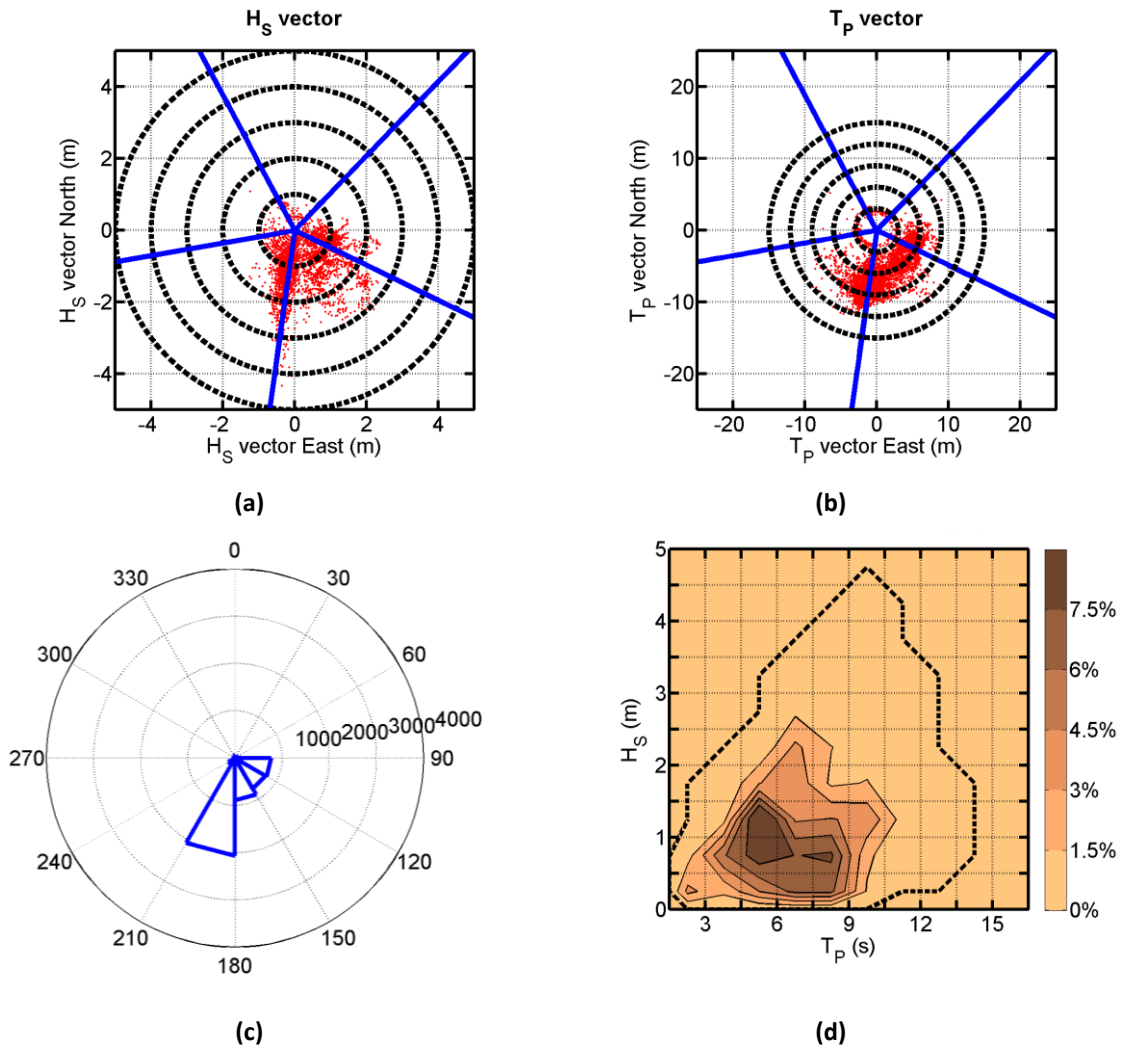 H_S vector
T_P vector
4
2
0
-2
-4
H_S vector North (m)
-4 -2 0 2 4
H_S vector East (m)
20
10
0
-10
-20
T_P vector North (m)
-20 -10 0 10 20
T_P vector East (m)
(a)
(b)
0
330 30
300 60
1000 2000 3000 4000
270 90
240 120
210 150
180
5
4
3
2
1
0
H_S (m)
3 6 9 12 15
T_P (s)
7.5%
6%
4.5%
3%
1.5%
0%
(c)
(d)